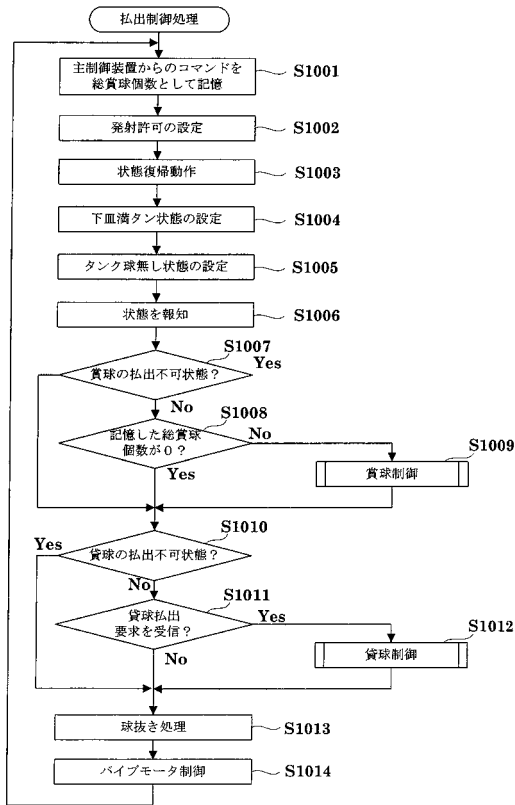 払出制御処理
主制御装置からのコマンドを
総賞球個数として記憶
S1001
発射許可の設定
S1002
状態復帰動作
S1003
下皿満タン状態の設定
S1004
タンク球無し状態の設定
S1005
状態を報知
S1006
S1007
賞球の払出不可状態?
Yes
No
S1008
記憶した総賞球
個数が0?
No
Yes
S1009
賞球制御
S1010
Yes
貸球の払出不可状態?
No
S1011
貸球払出
要求を受信?
Yes
No
S1012
貸球制御
球抜き処理
S1013
バイブモータ制御
S1014